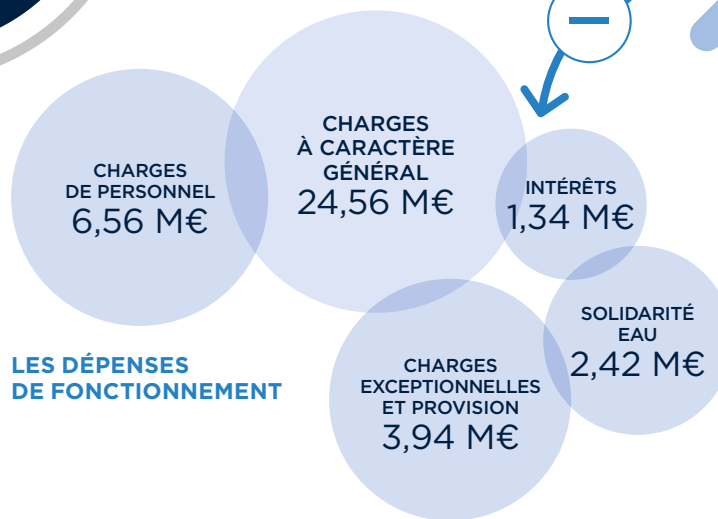 CHARGES
DE PERSONNEL
6,56 M€
CHARGES
À CARACTÈRE
GÉNÉRAL
24,56 M€
INTÉRÊTS
1,34 M€
SOLIDARITÉ
EAU
2,42 M€
CHARGES
EXCEPTIONNELLES
ET PROVISION
3,94 M€
LES DÉPENSES
DE FONCTIONNEMENT